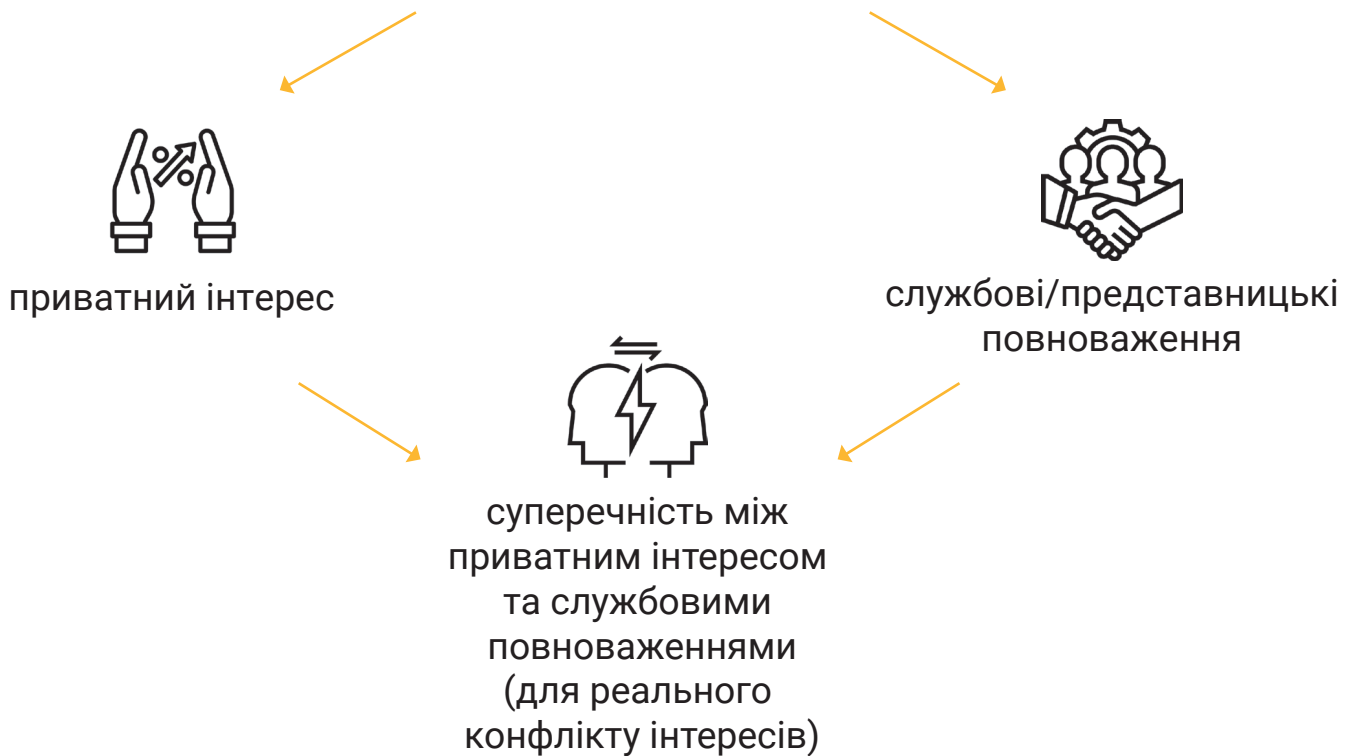 приватний інтерес
службові/представницькі
повноваження
суперечність між
приватним інтересом
та службовими
повноваженнями
(для реального
конфлікту інтересів)